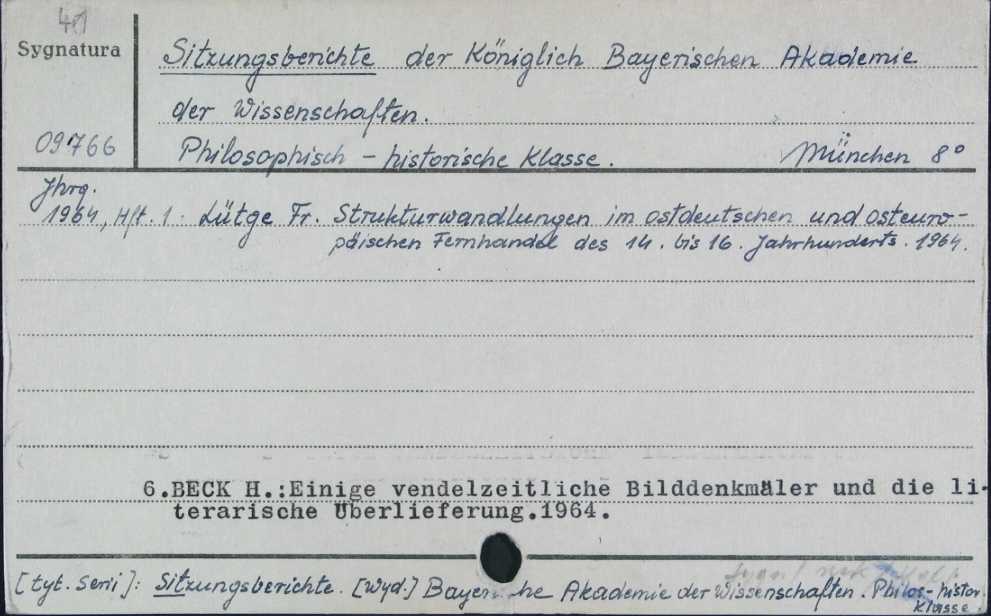 40
Sygnatura
Sitzungsberichte der Königlich Bayerischen Akademie
der Wissenschaften.
09766
Philosophisch - historische Klasse. München 8°
Jhrg.
1964, Hft. 1. Lütge Fr. Strukturwandlungen im ostdeutschen und osteuro-
päischen Fernhandel des 14. bis 16. Jahrhunderts. 1964.
6.BECK H.:Einige vendelzeitliche Bilddenkmäler und die li-
terarische Überlieferung.1964.
[tyt. serii]: Sitzungsberichte. [Wyd.] Bayer he Akademie der Wissenschaften. Philos-histor
Klasse.